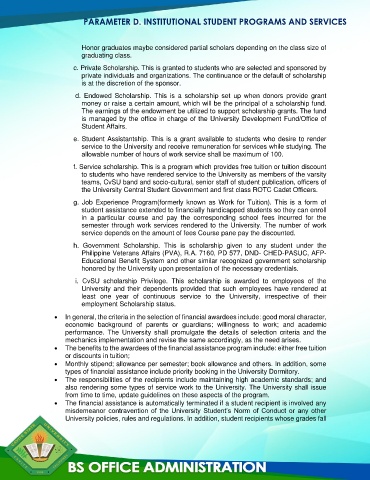 PARAMETER D. INSTITUTIONAL STUDENT PROGRAMS AND SERVICES
Honor graduates maybe considered partial scholars depending on the class size of
graduating class.
c. Private Scholarship. This is granted to students who are selected and sponsored by
private individuals and organizations. The continuance or the default of scholarship
is at the discretion of the sponsor.
d. Endowed Scholarship. This is a scholarship set up when donors provide grant
money or raise a certain amount, which will be the principal of a scholarship fund.
The earnings of the endowment be utilized to support scholarship grants. The fund
is managed by the office in charge of the University Development Fund/Office of
Student Affairs.
e. Student Assistantship. This is a grant available to students who desire to render
service to the University and receive remuneration for services while studying. The
allowable number of hours of work service shall be maximum of 100.
f. Service scholarship. This is a program which provides free tuition or tuition discount
to students who have rendered service to the University as members of the varsity
teams, CvSU band and socio-cultural, senior staff of student publication, officers of
the University Central Student Government and first class ROTC Cadet Officers.
g. Job Experience Program(formerly known as Work for Tuition). This is a form of
student assistance extended to financially handicapped students so they can enroll
in a particular course and pay the corresponding school fees incurred for the
semester through work services rendered to the University. The number of work
service depends on the amount of fees Course pane pay the discounted.
h. Government Scholarship. This is scholarship given to any student under the
Philippine Veterans Affairs (PVA), R.A. 7160, PD 577, DND- CHED-PASUC, AFP-
Educational Benefit System and other similar recognized government scholarship
honored by the University upon presentation of the necessary credentials.
i. CvSU scholarship Privilege. This scholarship is awarded to employees of the
University and their dependents provided that such employees have rendered at
least one year of continuous service to the University, irrespective of their
employment Scholarship status.
• In general, the criteria in the selection of financial awardees include: good moral character,
economic background of parents or guardians; willingness to work; and academic
performance. The University shall promulgate the details of selection criteria and the
mechanics implementation and revise the same accordingly, as the need arises.
• The benefits to the awardees of the financial assistance program include: either free tuition
or discounts in tuition;
• Monthly stipend; allowance per semester; book allowance and others. In addition, some
types of financial assistance include priority booking in the University Dormitory.
• The responsibilities of the recipients include maintaining high academic standards; and
also rendering some types of service work to the University. The University shall issue
from time to time, update guidelines on those aspects of the program.
• The financial assistance is automatically terminated if a student recipient is involved any
misdemeanor contravention of the University Student's Norm of Conduct or any other
University policies, rules and regulations. In addition, student recipients whose grades fall
BS OFFICE ADMINISTRATION